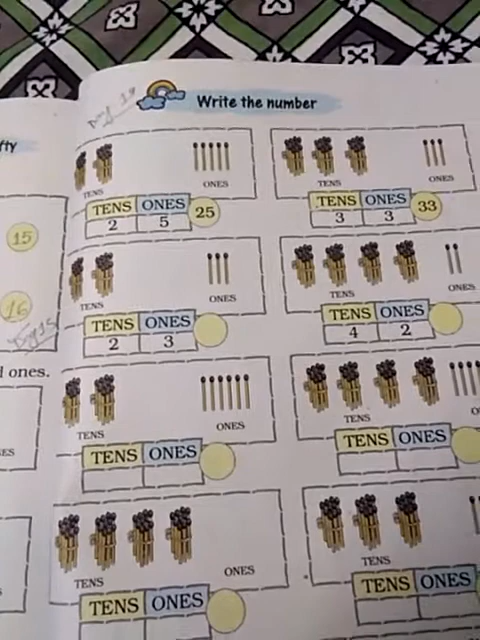 Write the number
fty
TENS
ONES
TENS
ONES
TENS ONES
2 5
25
TENS ONES
3 3
33
15
TENS
ONES
TENS
ONES
16
TENS ONES
2 3
TENS ONES
4 2
d ones.
TENS
ONES
TENS
TENS ONES
TENS ONES
ES
TENS
ONES
TENS
TENS ONES
TENS ONES